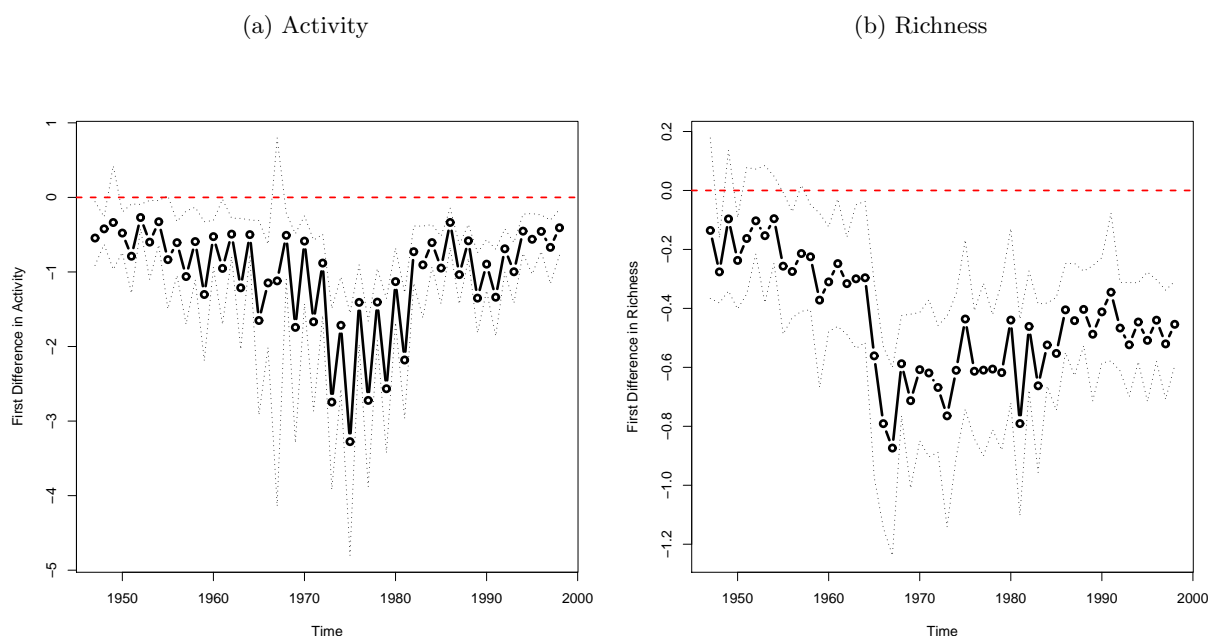 (a) Activity
(b) Richness
First Difference in Activity
1
0
−1
−2
−3
−4
−5
1950 1960 1970 1980 1990 2000
Time
First Difference in Richness
0.2
0.0
−0.2
−0.4
−0.6
−0.8
−1.0
−1.2
1950 1960 1970 1980 1990 2000
Time